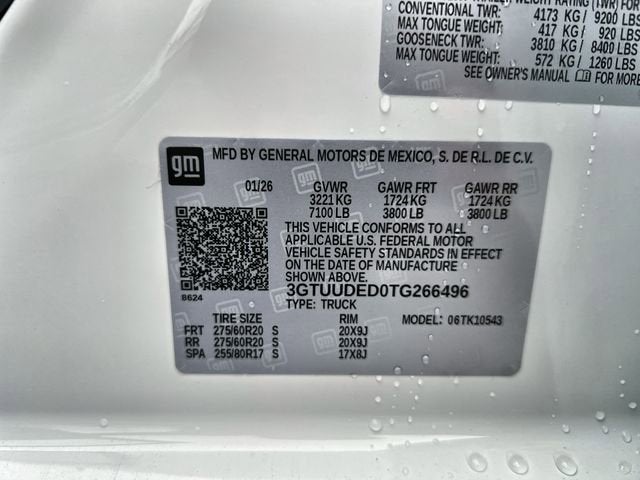 CONVENTIONAL TWR: 4173 KG/ 9200 LBS
MAX TONGUE WEIGHT: 417 KG/ 920 LBS
GOOSENECK TWR: 3810 KG/ 8400 LBS
MAX TONGUE WEIGHT: 572 KG/ 1260 LBS
SEE OWNER'S MANUAL FOR MORE
gm MFD BY GENERAL MOTORS DE MEXICO, S. DE R.L. DE C.V.
01/26 GVWR GAWR FRT GAWR RR
3221 KG 1724 KG 1724 KG
7100 LB 3800 LB 3800 LB
THIS VEHICLE CONFORMS TO ALL
APPLICABLE U.S. FEDERAL MOTOR
VEHICLE SAFETY STANDARDS IN EFFECT
ON THE DATE OF MANUFACTURE
SHOWN ABOVE.
8624 3GTUUDED0TG266496
TYPE: TRUCK
TIRE SIZE RIM MODEL: 06TK10543
FRT 275/60R20 S 20X9J
RR 275/60R20 S 20X9J
SPA 255/80R17 S 17X8J